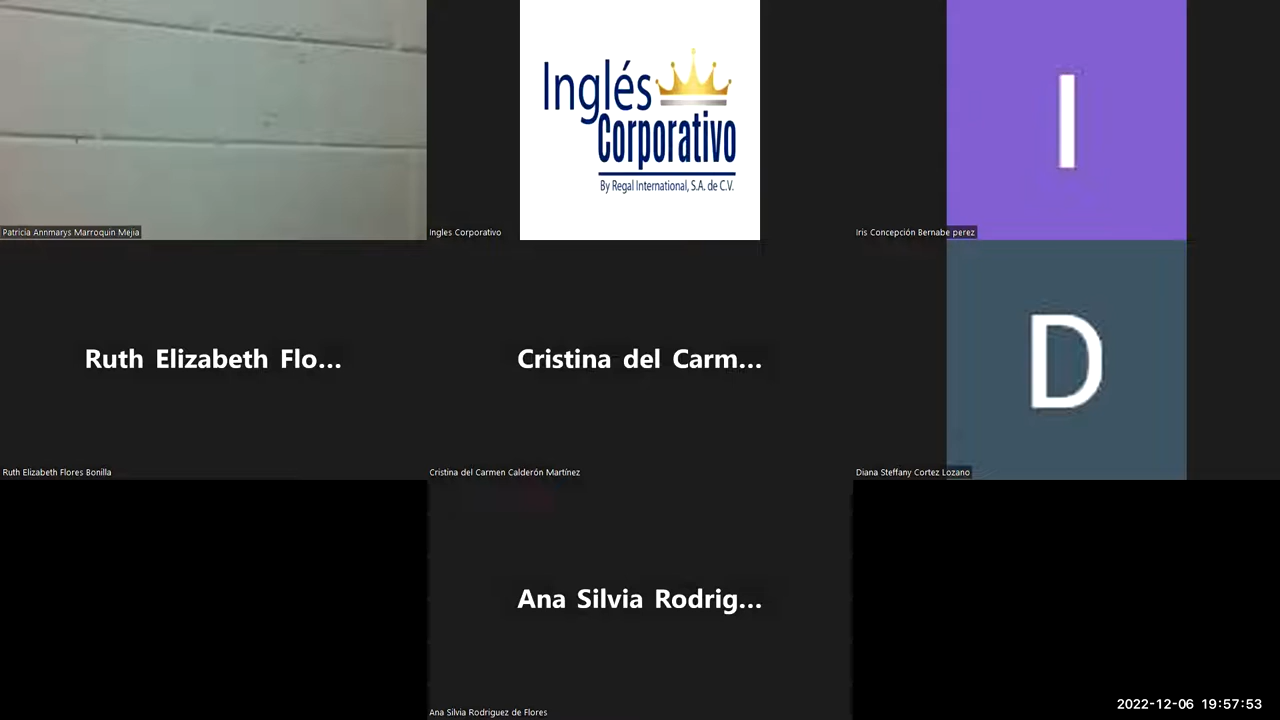 Inglés
Corporativo
By Regal International, S.A. de C.V.
I
Patricia Annmarys Marroquín Mejia
Ingles Corporativo
Iris Concepción Bernabe perez
Ruth Elizabeth Flo...
Cristina del Carm...
D
Ruth Elizabeth Flores Bonilla
Cristina del Carmen Calderón Martínez
Diana Steffany Cortez Lozano
Ana Silvia Rodrig...
Ana Silvia Rodriguez de Flores
2022-12-06 19:57:53